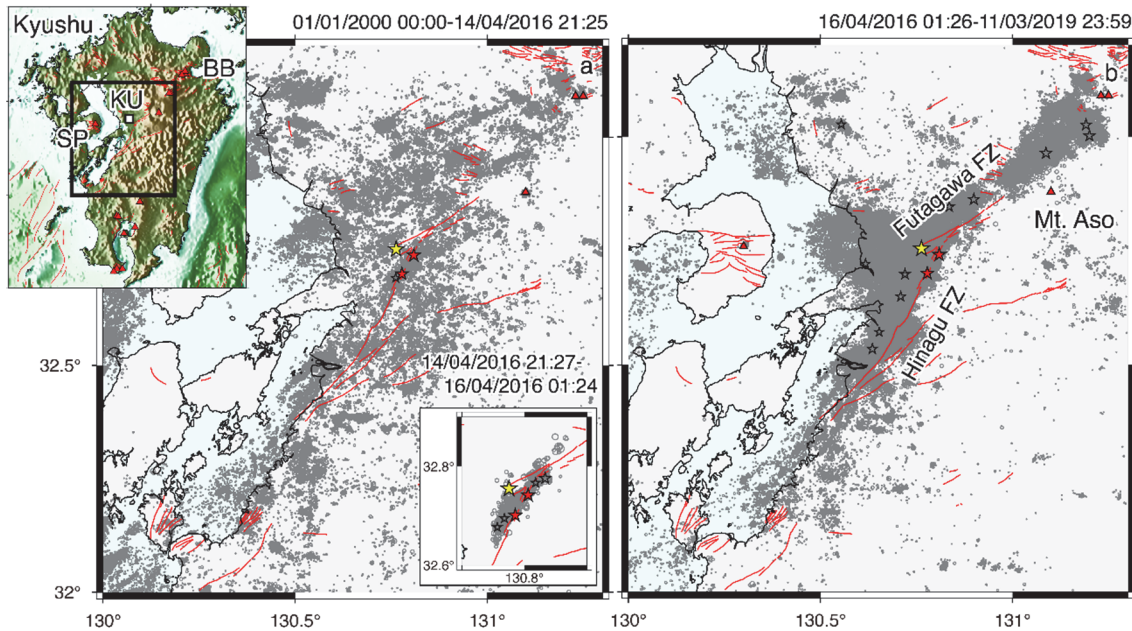 01/01/2000 00:00-14/04/2016 21:25
16/04/2016 01:26-11/03/2019 23:59
Kyushu
BB
KU
SP
a
b
Futagawa FZ
Mt. Aso
Hinagu FZ
14/04/2016 21:27-
16/04/2016 01:24
32.8°
32.6°
130.8°
32.5°
32°
130°
130.5°
131°
130°
130.5°
131°